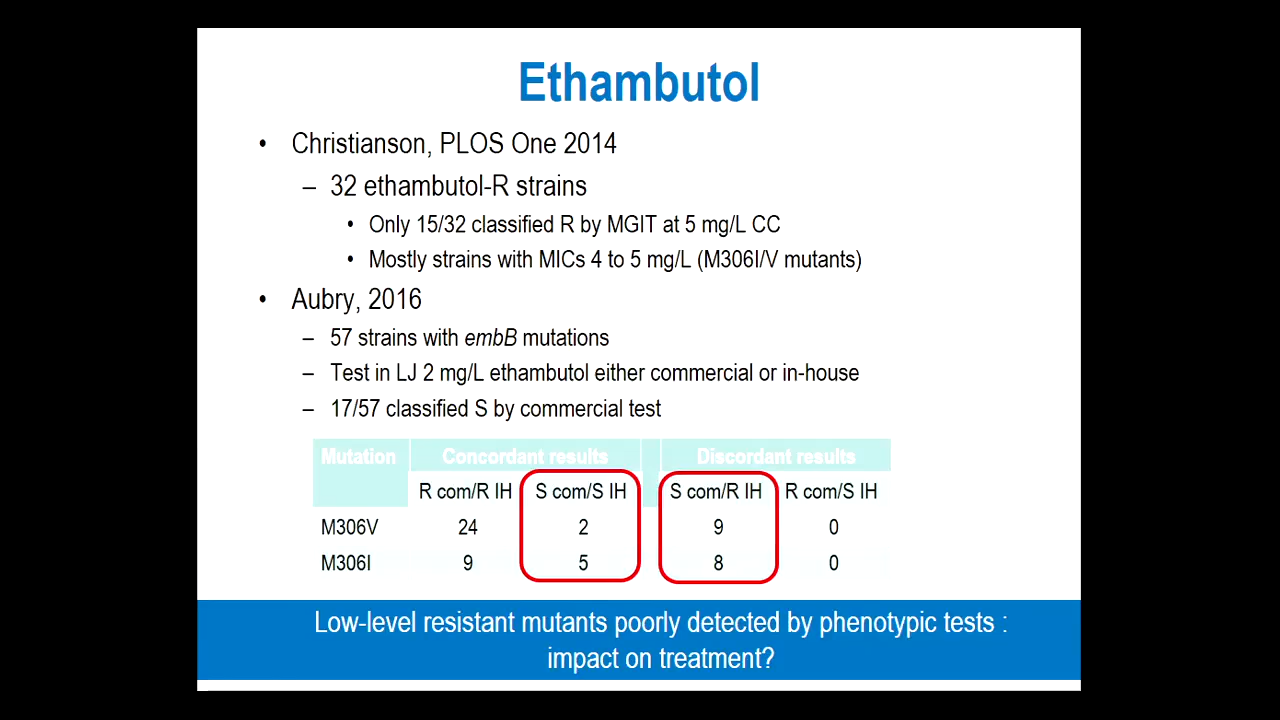 Ethambutol
• Christianson, PLOS One 2014
– 32 ethambutol-R strains
• Only 15/32 classified R by MGIT at 5 mg/L CC
• Mostly strains with MICs 4 to 5 mg/L (M306I/V mutants)
• Aubry, 2016
– 57 strains with embB mutations
– Test in LJ 2 mg/L ethambutol either commercial or in-house
– 17/57 classified S by commercial test
Mutation Concordant results Discordant results
R com/R IH S com/S IH S com/R IH R com/S IH
M306V 24 2 9 0
M306I 9 5 8 0
Low-level resistant mutants poorly detected by phenotypic tests :
impact on treatment?